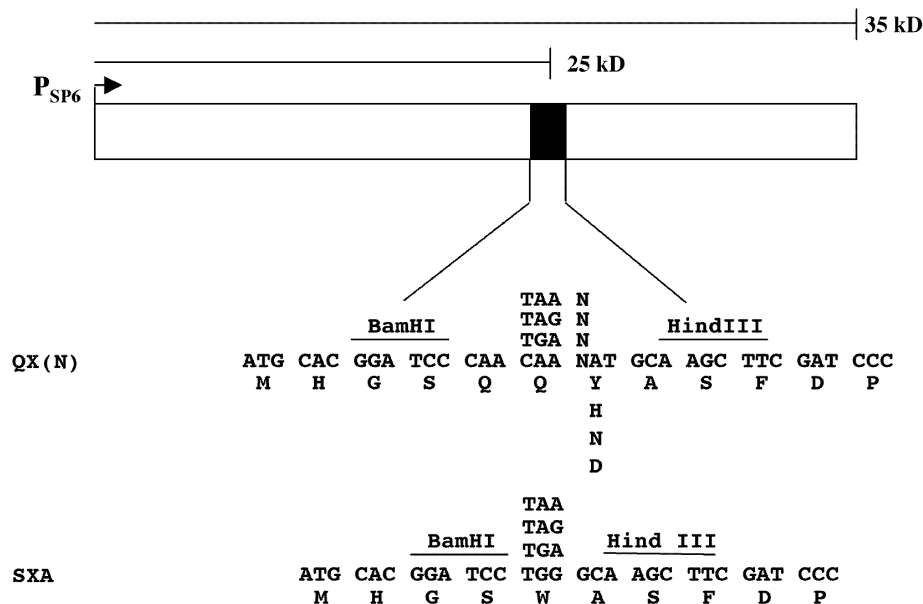 35 kD
25 kD
PSP6
TAA N
TAG N
TGA N
BamHI HindIII
QX(N) ATG CAC GGA TCC CAA CAA NAT GCA AGC TTC GAT CCC
M H G S Q Q Y A S F D P
H
N
D
TAA
TAG
TGA
BamHI Hind III
SXA ATG CAC GGA TCC TGG GCA AGC TTC GAT CCC
M H G S W A S F D P